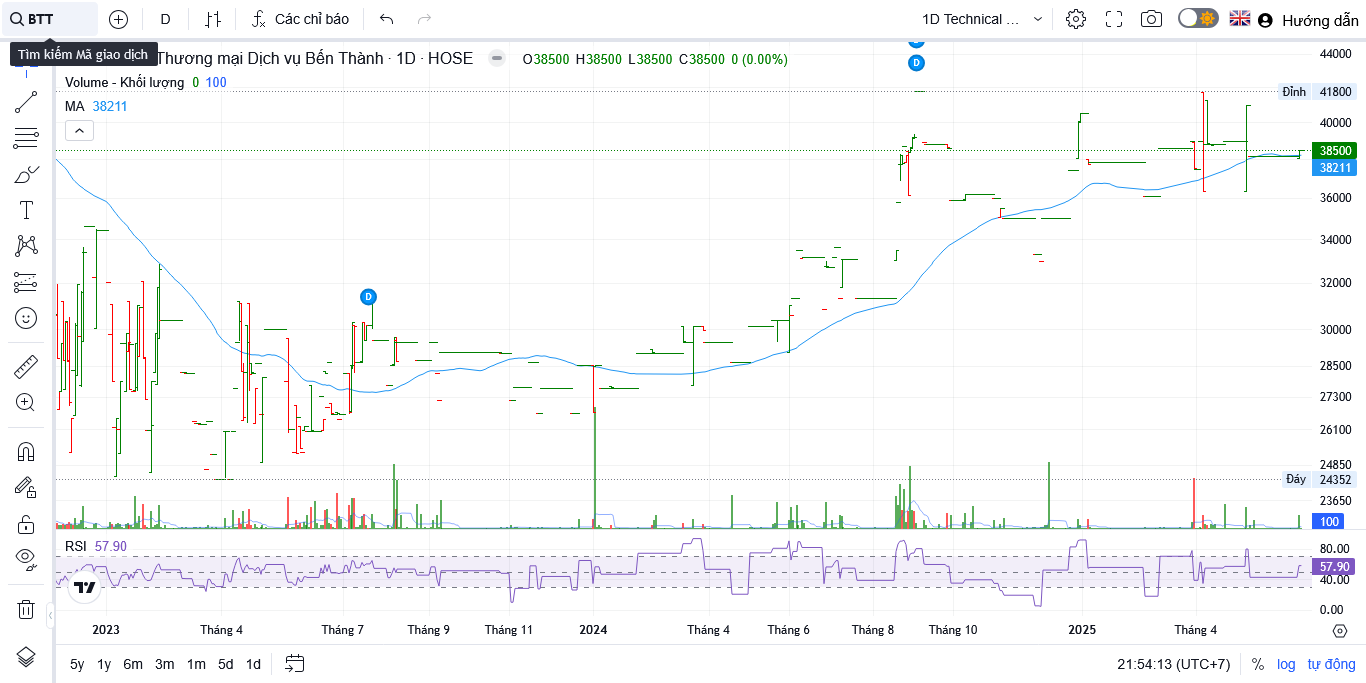 BTT
D
Các chỉ báo
1D Technical ...
Hướng dẫn
Tìm kiếm Mã giao dịch
Thương mại Dịch vụ Bến Thành · 1D · HOSE
O38500 H38500 L38500 C38500 0 (0.00%)
Volume - Khối lượng 0 100
MA 38211
D
D
44000
Đỉnh 41800
40000
38500
38211
36000
34000
32000
30000
28500
27300
26100
24850
Đáy 24352
23650
100
RSI 57.90
80.00
57.90
40.00
0.00
2023 Tháng 4 Tháng 7 Tháng 9 Tháng 11 2024 Tháng 4 Tháng 6 Tháng 8 Tháng 10 2025 Tháng 4
5y 1y 6m 3m 1m 5d 1d
21:54:13 (UTC+7) % log tự động